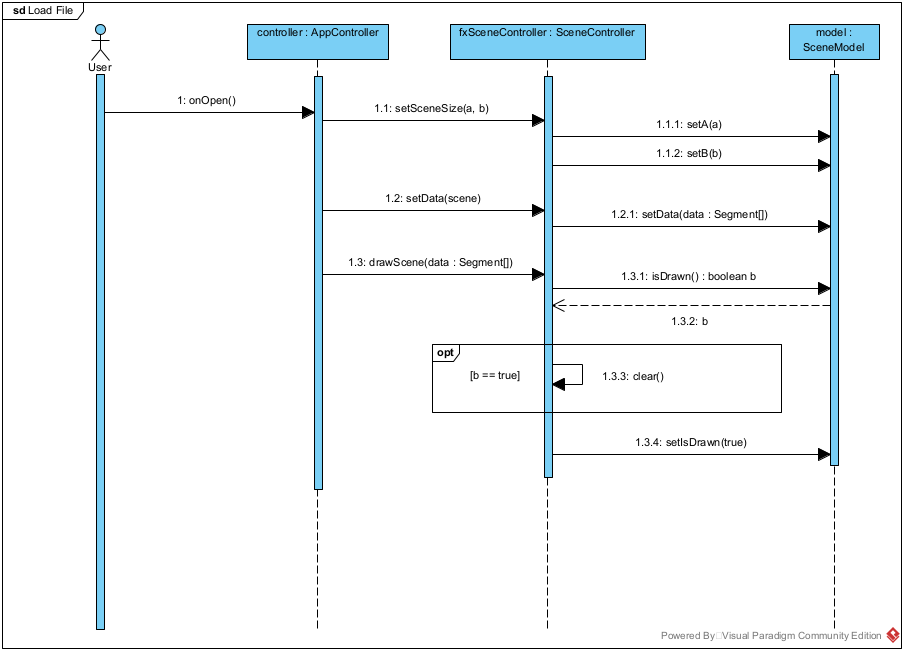 sd Load File
User
controller : AppController
fxSceneController : SceneController
model :
SceneModel
1: onOpen()
1.1: setSceneSize(a, b)
1.1.1: setA(a)
1.1.2: setB(b)
1.2: setData(scene)
1.2.1: setData(data : Segment[])
1.3: drawScene(data : Segment[])
1.3.1: isDrawn() : boolean b
1.3.2: b
opt
[b == true]
1.3.3: clear()
1.3.4: setIsDrawn(true)
Powered By Visual Paradigm Community Edition